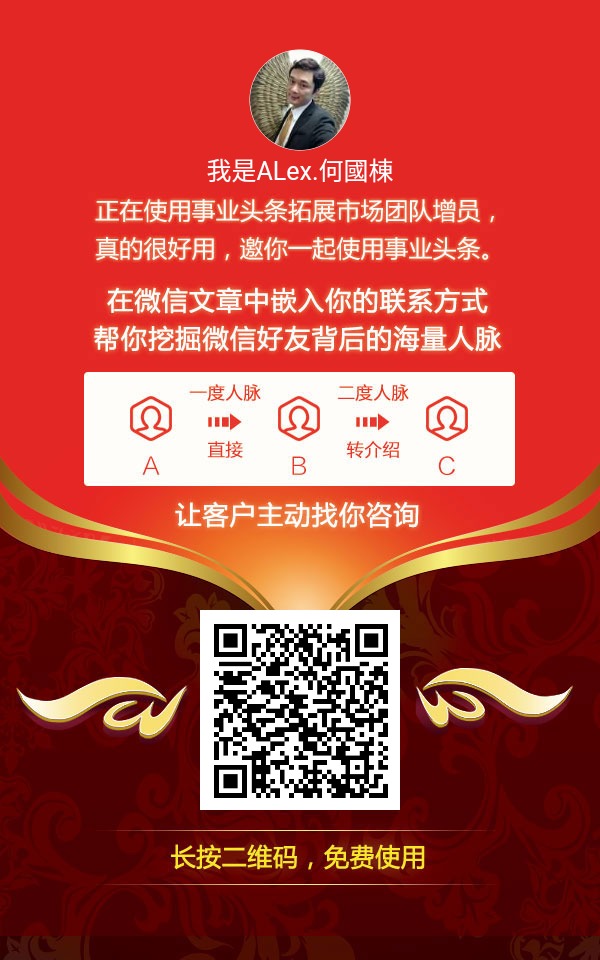 我是ALex.何國棟
正在使用事业头条拓展市场团队增员，
真的很好用，邀你一起使用事业头条。
在微信文章中嵌入你的联系方式
帮你挖掘微信好友背后的海量人脉
一度人脉 二度人脉
直接 转介绍
A B C
让客户主动找你咨询
长按二维码，免费使用